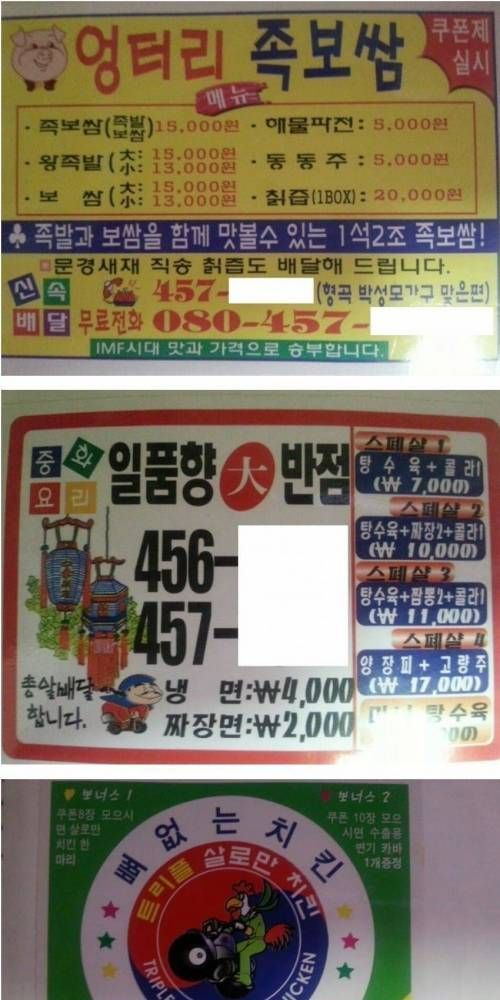 엉터리 족보쌈
쿠폰제
실시
메뉴
· 족보쌈(족발 보쌈)15,000원 · 해물파전: 5,000원
· 왕족발 (大: 15,000원 小: 13,000원 · 동 동 주 : 5,000원
· 보 쌈 (大: 15,000원 小: 13,000원 · 칡즙(1BOX) : 20,000원
♣ 족발과 보쌈을 함께 맛볼수 있는 1석2조 족보쌈!
문경새재 직송 칡즙도 배달해 드립니다.
신속 457- (형곡 박성모가구 맞은편)
배달 무료전화 080-457-
IMF시대 맛과 가격으로 승부합니다.
중화
요리
일품향 大 반점
456-
457-
총알배달
합니다.
냉 면:₩4,000
짜장면:₩2,000
스페샬 1
탕수육+콜라1
(₩ 7,000)
스페샬 2
탕수육+짜장2+콜라1
(₩ 10,000)
스페샬 3
탕수육+짬뽕2+콜라1
(₩ 11,000)
스페샬 4
양장피 + 고량주
(₩ 17,000)
탕수육
보너스 1
쿠폰8장 모으시
면 살로만
치킨 한
마리
보너스 2
쿠폰 10장 모으
시면 수출용
변기 카바
1개증정
뼈없는치킨
트리플 살로만 치킨